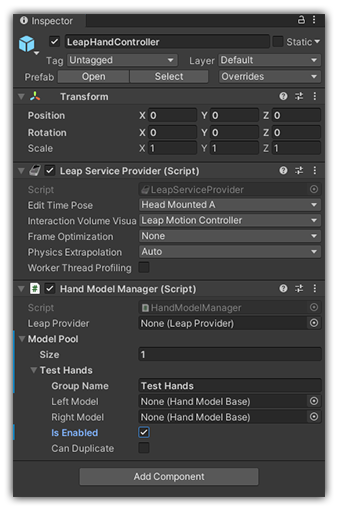 Inspector
LeapHandController Static
Tag Untagged Layer Default
Prefab Open Select Overrides
Transform
Position X 0 Y 0 Z 0
Rotation X 0 Y 0 Z 0
Scale X 1 Y 1 Z 1
Leap Service Provider (Script)
Script LeapServiceProvider
Edit Time Pose Head Mounted A
Interaction Volume Visua Leap Motion Controller
Frame Optimization None
Physics Extrapolation Auto
Worker Thread Profiling
# Hand Model Manager (Script)
Script HandModelManager
Leap Provider None (Leap Provider)
Model Pool
Size 1
Test Hands
Group Name Test Hands
Left Model None (Hand Model Base)
Right Model None (Hand Model Base)
Is Enabled
Can Duplicate
Add Component